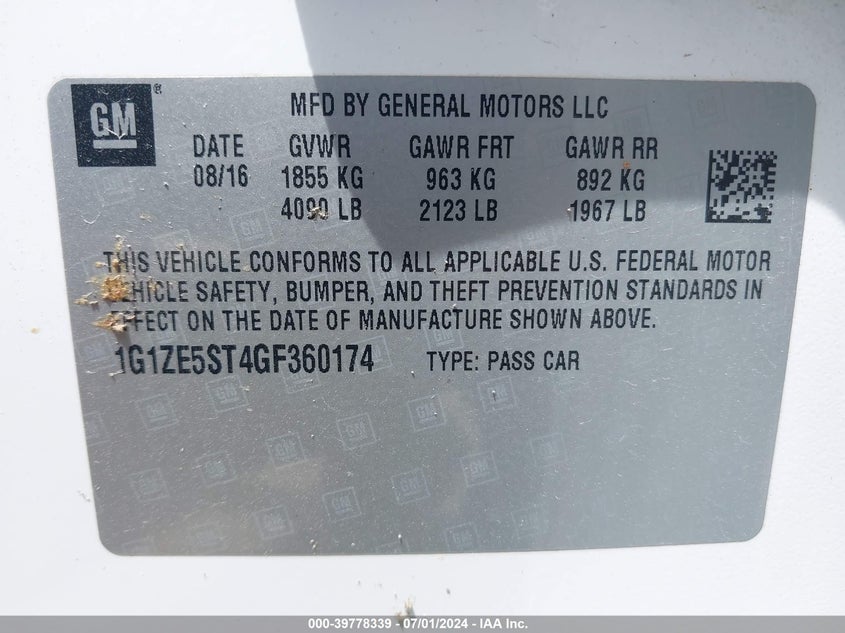 GM
MFD BY GENERAL MOTORS LLC
DATE GVWR GAWR FRT GAWR RR
08/16 1855 KG 963 KG 892 KG
4090 LB 2123 LB 1967 LB
THIS VEHICLE CONFORMS TO ALL APPLICABLE U.S. FEDERAL MOTOR
VEHICLE SAFETY, BUMPER, AND THEFT PREVENTION STANDARDS IN
EFFECT ON THE DATE OF MANUFACTURE SHOWN ABOVE.
1G1ZE5ST4GF360174 TYPE: PASS CAR
000-39778339 - 07/01/2024 - IAA Inc.